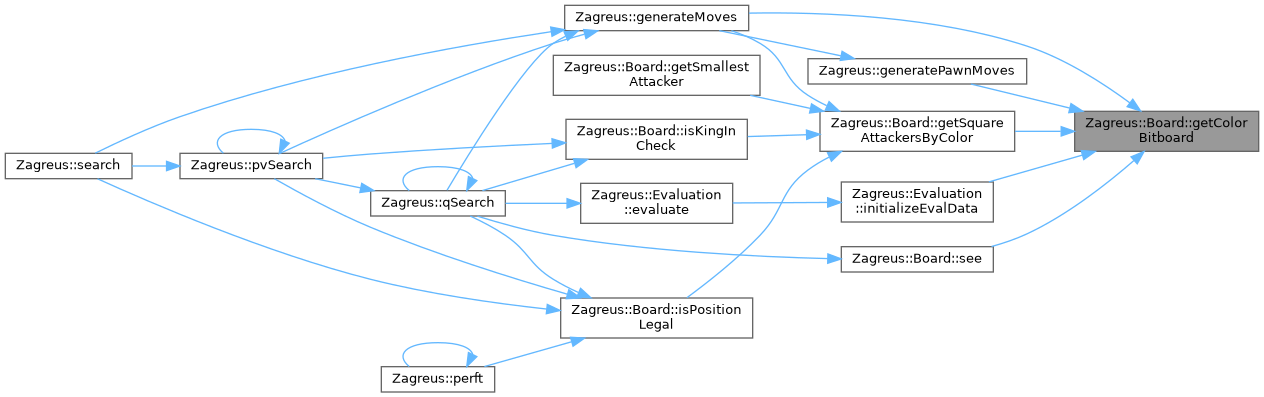 Zagreus::generateMoves
Zagreus::Board::getSmallest
Attacker
Zagreus::generatePawnMoves
Zagreus::Board::getSquare
AttackersByColor
Zagreus::Board::getColor
Bitboard
Zagreus::Board::isKingIn
Check
Zagreus::search
Zagreus::pvSearch
Zagreus::qSearch
Zagreus::Evaluation
::evaluate
Zagreus::Evaluation
::initializeEvalData
Zagreus::Board::see
Zagreus::Board::isPosition
Legal
Zagreus::perft